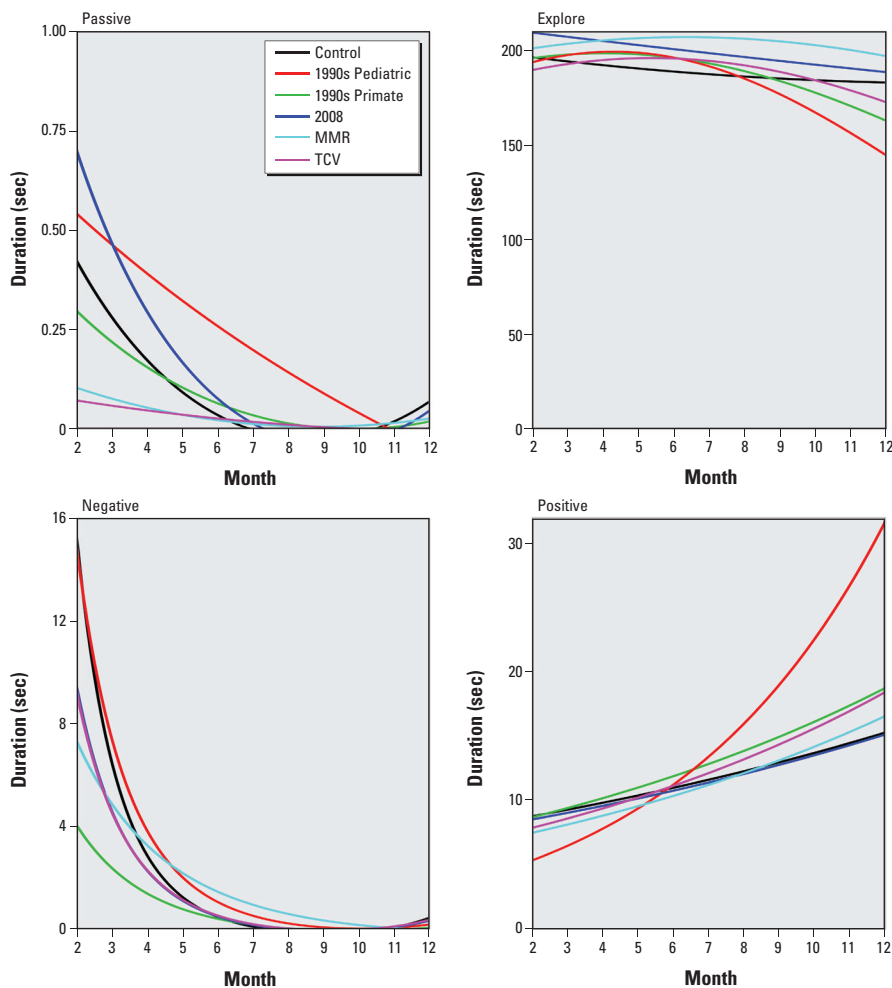 Passive
1.00
0.75
0.50
0.25
0
Duration (sec)
Control
1990s Pediatric
1990s Primate
2008
MMR
TCV
2 3 4 5 6 7 8 9 10 11 12
Month
Explore
200
150
100
50
0
Duration (sec)
2 3 4 5 6 7 8 9 10 11 12
Month
Negative
16
12
8
4
0
Duration (sec)
2 3 4 5 6 7 8 9 10 11 12
Month
Positive
30
20
10
0
Duration (sec)
2 3 4 5 6 7 8 9 10 11 12
Month